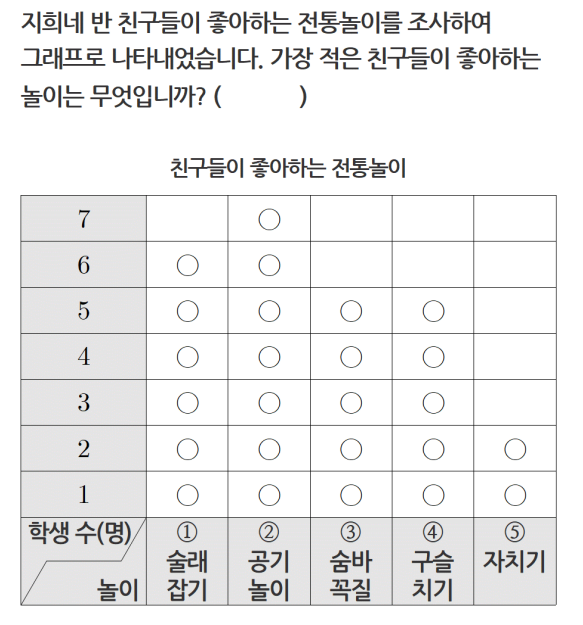 지희네 반 친구들이 좋아하는 전통놀이를 조사하여
그래프로 나타내었습니다. 가장 적은 친구들이 좋아하는
놀이는 무엇입니까? (          )
친구들이 좋아하는 전통놀이
7 ○
6 ○ ○
5 ○ ○ ○ ○
4 ○ ○ ○ ○
3 ○ ○ ○ ○
2 ○ ○ ○ ○ ○
1 ○ ○ ○ ○ ○
학생 수(명) ① ② ③ ④ ⑤
술래 공기 숨바 구슬 자치기
놀이 잡기 놀이 꼭질 치기